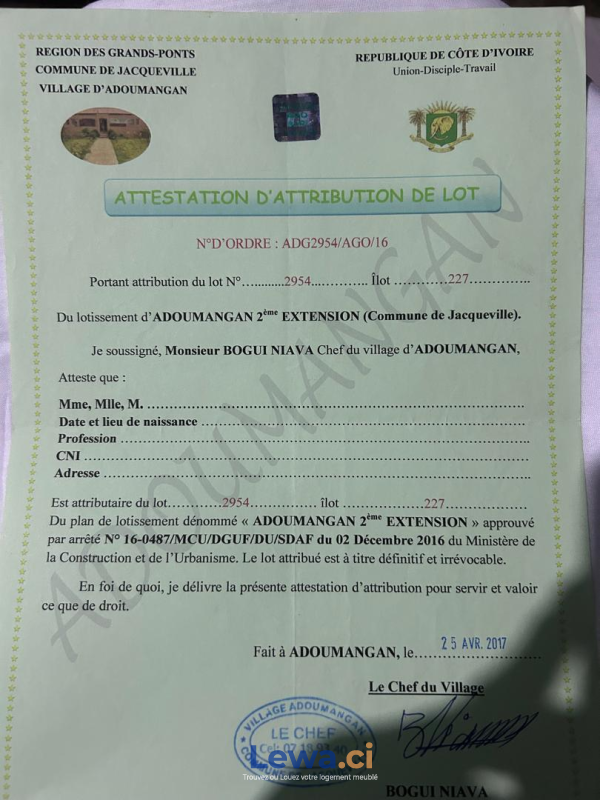 REGION DES GRANDS-PONTS
COMMUNE DE JACQUEVILLE
VILLAGE D'ADOUMANGAN
REPUBLIQUE DE CÔTE D'IVOIRE
Union-Disciple-Travail
ATTESTATION D'ATTRIBUTION DE LOT
N°D'ORDRE : ADG2954/AGO/16
Portant attribution du lot N°...........2954.............. Îlot ............227...............
Du lotissement d'ADOUMANGAN 2ème EXTENSION (Commune de Jacqueville).
Je soussigné, Monsieur BOGUI NIAVA Chef du village d'ADOUMANGAN,
Atteste que :
Mme, Mlle, M. ...............................................................................
Date et lieu de naissance ...............................................................................
Profession ...............................................................................
CNI ...............................................................................
Adresse ...............................................................................
Est attributaire du lot.............2954................ îlot ................227....................
Du plan de lotissement dénommé « ADOUMANGAN 2ème EXTENSION » approuvé
par arrêté N° 16-0487/MCU/DGUF/DU/SDAF du 02 Décembre 2016 du Ministère de
la Construction et de l'Urbanisme. Le lot attribué est à titre définitif et irrévocable.
En foi de quoi, je délivre la présente attestation d'attribution pour servir et valoir
ce que de droit.
Fait à ADOUMANGAN, le......25 AVR. 2017......
Le Chef du Village
VILLAGE ADOUMANGAN
LE CHEF
Cel: 07 18 93
Lewa.ci
Trouvez ou Louez votre logement meublé
BOGUI NIAVA
ADOUMANGAN